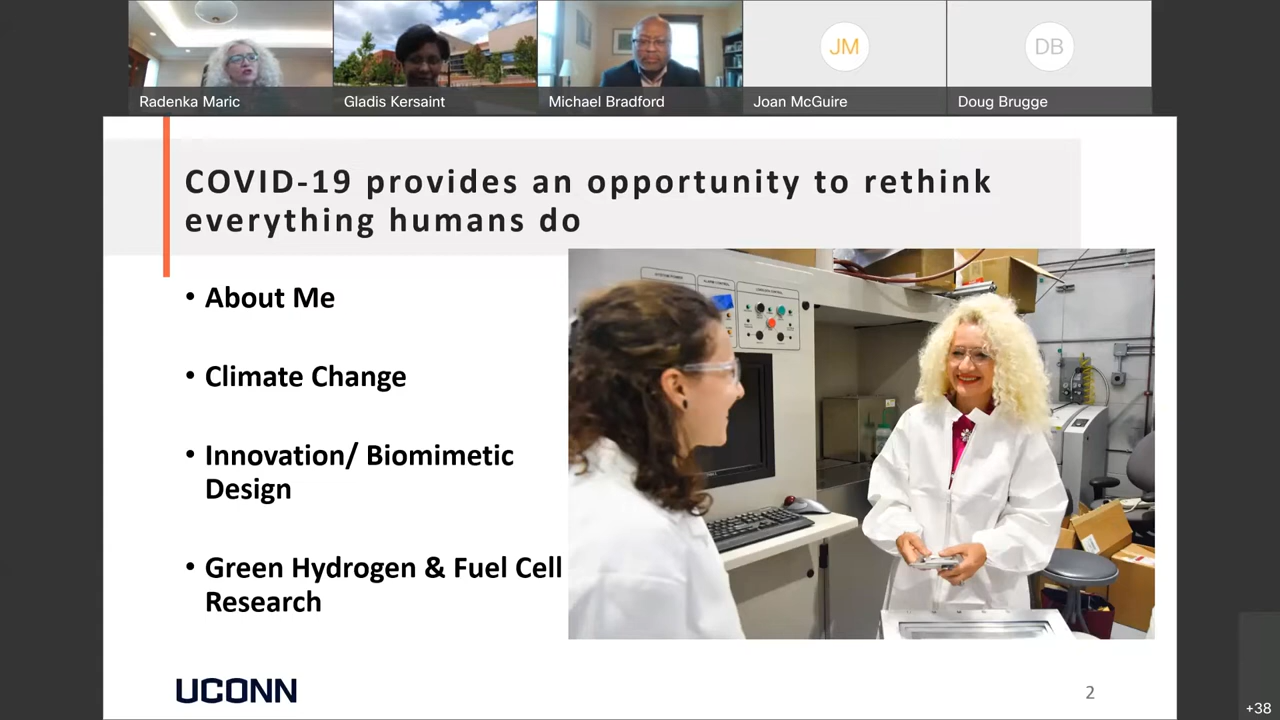 Radenka Maric
Gladis Kersaint
Michael Bradford
JM
Joan McGuire
DB
Doug Brugge
COVID-19 provides an opportunity to rethink
everything humans do
• About Me
• Climate Change
• Innovation/ Biomimetic
Design
• Green Hydrogen & Fuel Cell
Research
UCONN
2
+38